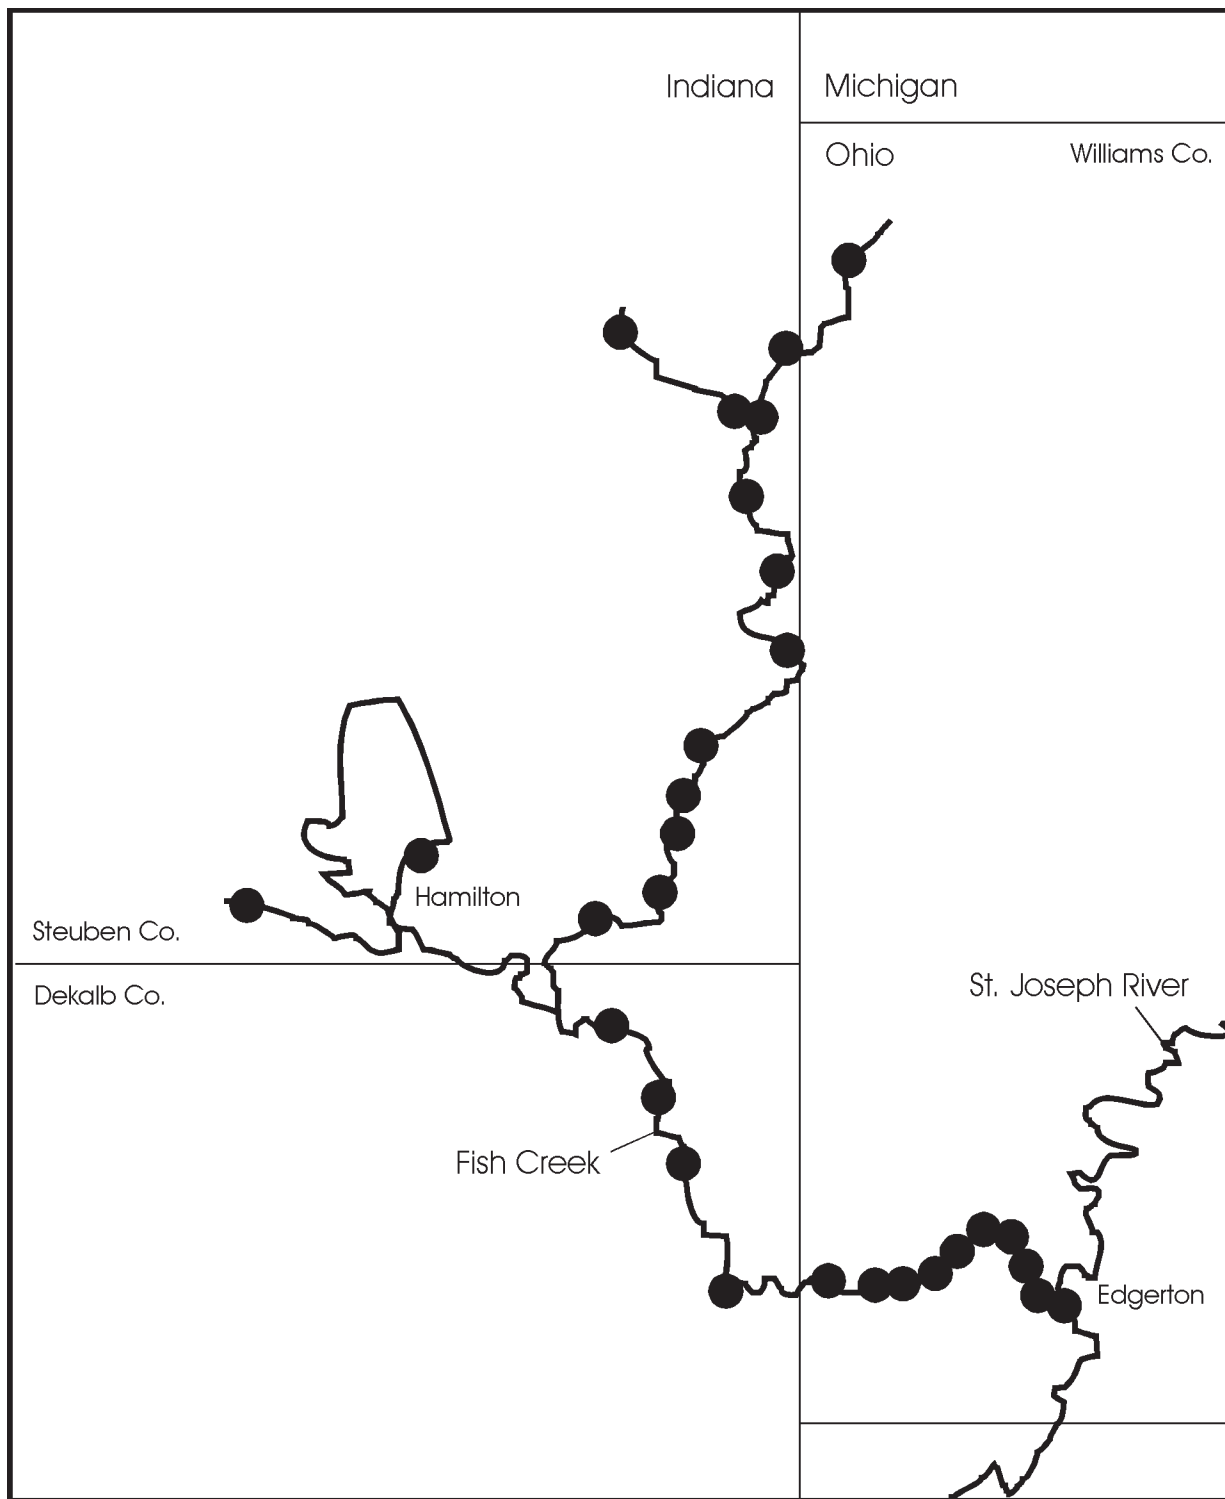 Indiana
Michigan
Ohio
Williams Co.
Hamilton
Steuben Co.
Dekalb Co.
St. Joseph River
Fish Creek
Edgerton